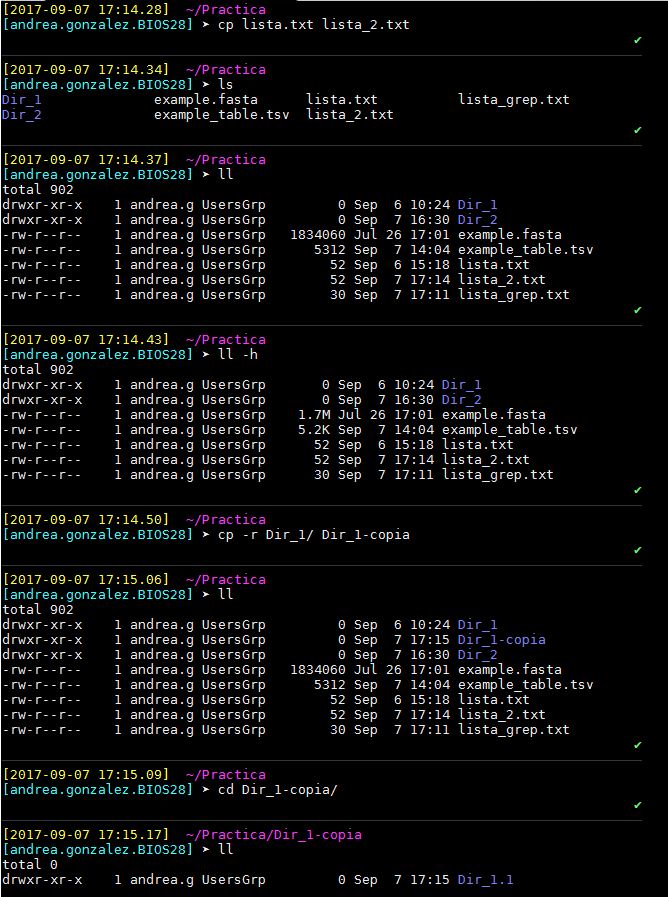 [2017-09-07 17:14.28]  ~/Practica
[andrea.gonzalez.BIOS28] ➤ cp lista.txt lista_2.txt
✔
[2017-09-07 17:14.34]  ~/Practica
[andrea.gonzalez.BIOS28] ➤ ls
Dir_1              example.fasta      lista.txt          lista_grep.txt
Dir_2              example_table.tsv  lista_2.txt
✔
[2017-09-07 17:14.37]  ~/Practica
[andrea.gonzalez.BIOS28] ➤ ll
total 902
drwxr-xr-x    1 andrea.g UsersGrp         0 Sep  6 10:24 Dir_1
drwxr-xr-x    1 andrea.g UsersGrp         0 Sep  7 16:30 Dir_2
-rw-r--r--    1 andrea.g UsersGrp   1834060 Jul 26 17:01 example.fasta
-rw-r--r--    1 andrea.g UsersGrp      5312 Sep  7 14:04 example_table.tsv
-rw-r--r--    1 andrea.g UsersGrp        52 Sep  6 15:18 lista.txt
-rw-r--r--    1 andrea.g UsersGrp        52 Sep  7 17:14 lista_2.txt
-rw-r--r--    1 andrea.g UsersGrp        30 Sep  7 17:11 lista_grep.txt
✔
[2017-09-07 17:14.43]  ~/Practica
[andrea.gonzalez.BIOS28] ➤ ll -h
total 902
drwxr-xr-x    1 andrea.g UsersGrp       0 Sep  6 10:24 Dir_1
drwxr-xr-x    1 andrea.g UsersGrp       0 Sep  7 16:30 Dir_2
-rw-r--r--    1 andrea.g UsersGrp    1.7M Jul 26 17:01 example.fasta
-rw-r--r--    1 andrea.g UsersGrp    5.2K Sep  7 14:04 example_table.tsv
-rw-r--r--    1 andrea.g UsersGrp      52 Sep  6 15:18 lista.txt
-rw-r--r--    1 andrea.g UsersGrp      52 Sep  7 17:14 lista_2.txt
-rw-r--r--    1 andrea.g UsersGrp      30 Sep  7 17:11 lista_grep.txt
✔
[2017-09-07 17:14.50]  ~/Practica
[andrea.gonzalez.BIOS28] ➤ cp -r Dir_1/ Dir_1-copia
✔
[2017-09-07 17:15.06]  ~/Practica
[andrea.gonzalez.BIOS28] ➤ ll
total 902
drwxr-xr-x    1 andrea.g UsersGrp         0 Sep  6 10:24 Dir_1
drwxr-xr-x    1 andrea.g UsersGrp         0 Sep  7 17:15 Dir_1-copia
drwxr-xr-x    1 andrea.g UsersGrp         0 Sep  7 16:30 Dir_2
-rw-r--r--    1 andrea.g UsersGrp   1834060 Jul 26 17:01 example.fasta
-rw-r--r--    1 andrea.g UsersGrp      5312 Sep  7 14:04 example_table.tsv
-rw-r--r--    1 andrea.g UsersGrp        52 Sep  6 15:18 lista.txt
-rw-r--r--    1 andrea.g UsersGrp        52 Sep  7 17:14 lista_2.txt
-rw-r--r--    1 andrea.g UsersGrp        30 Sep  7 17:11 lista_grep.txt
✔
[2017-09-07 17:15.09]  ~/Practica
[andrea.gonzalez.BIOS28] ➤ cd Dir_1-copia/
✔
[2017-09-07 17:15.17]  ~/Practica/Dir_1-copia
[andrea.gonzalez.BIOS28] ➤ ll
total 0
drwxr-xr-x    1 andrea.g UsersGrp         0 Sep  7 17:15 Dir_1.1